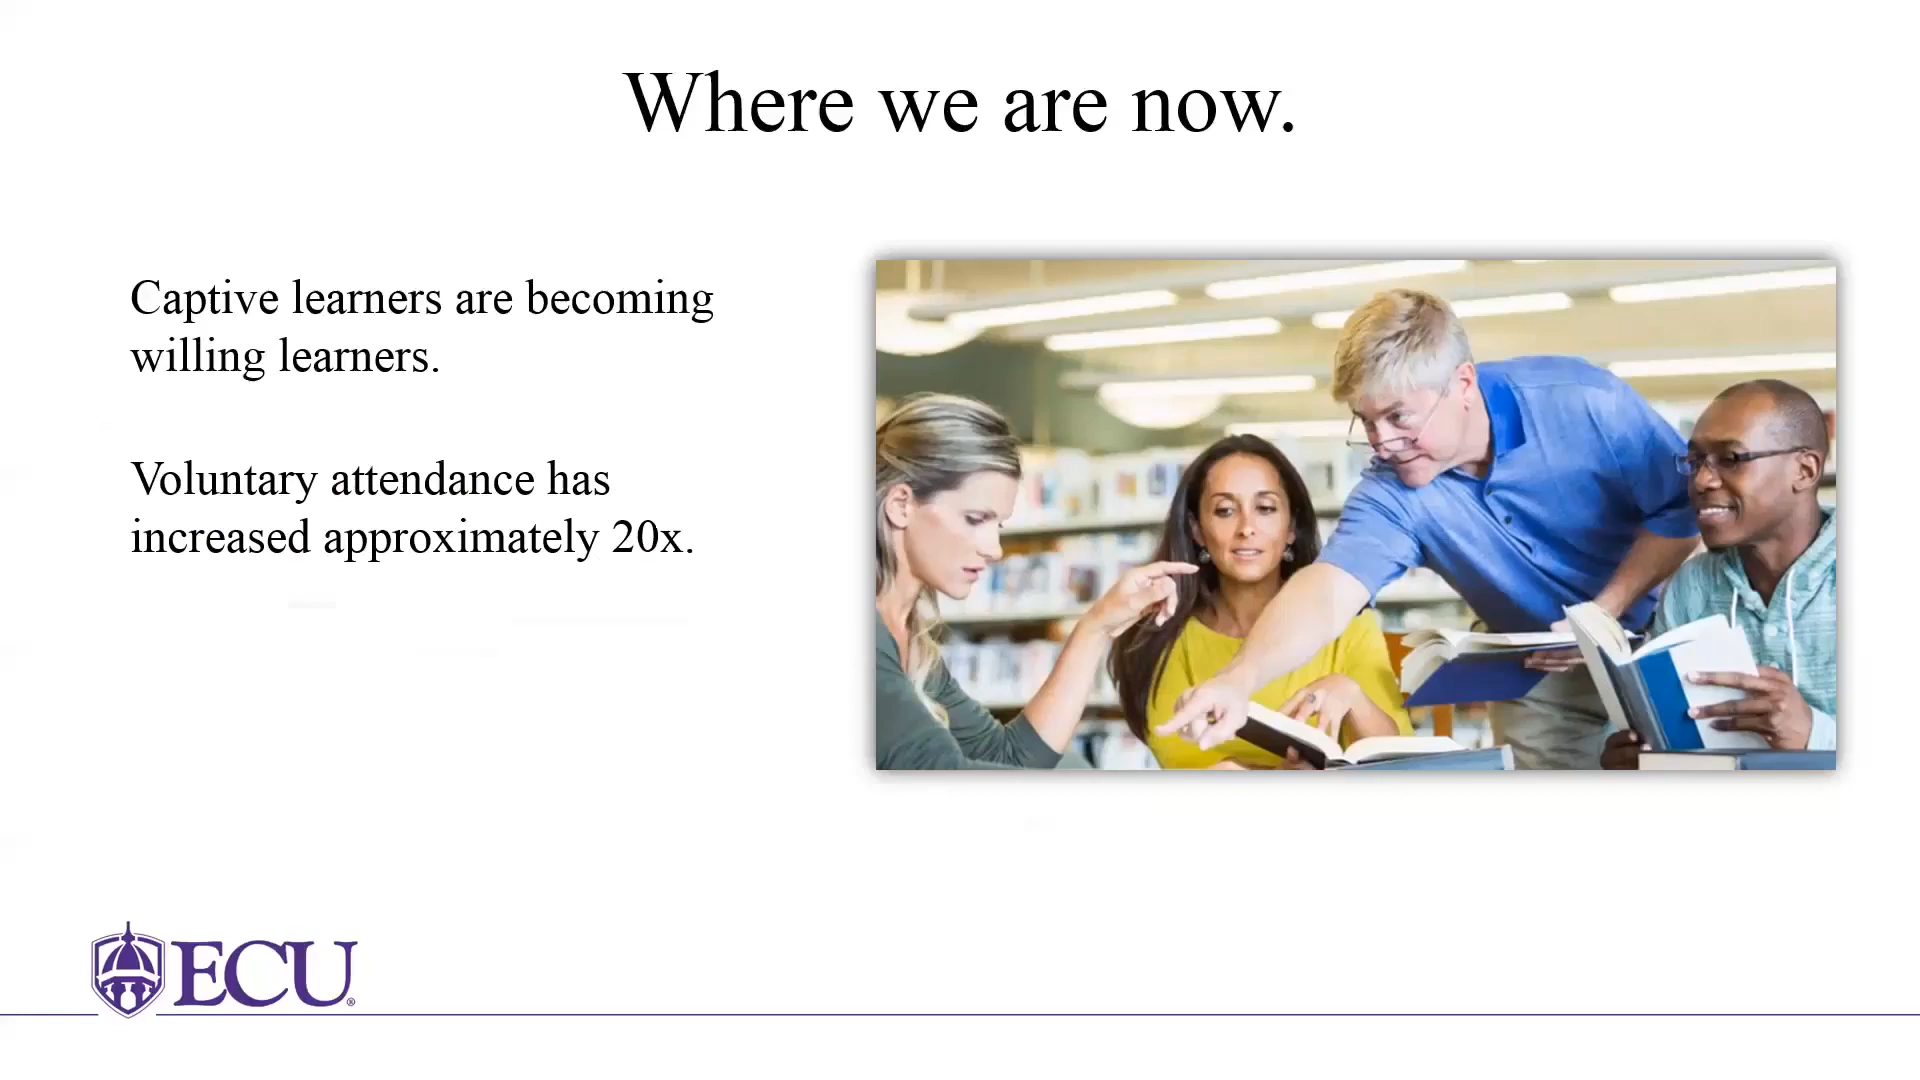 Where we are now.
Captive learners are becoming
willing learners.
Voluntary attendance has
increased approximately 20x.
ECU®